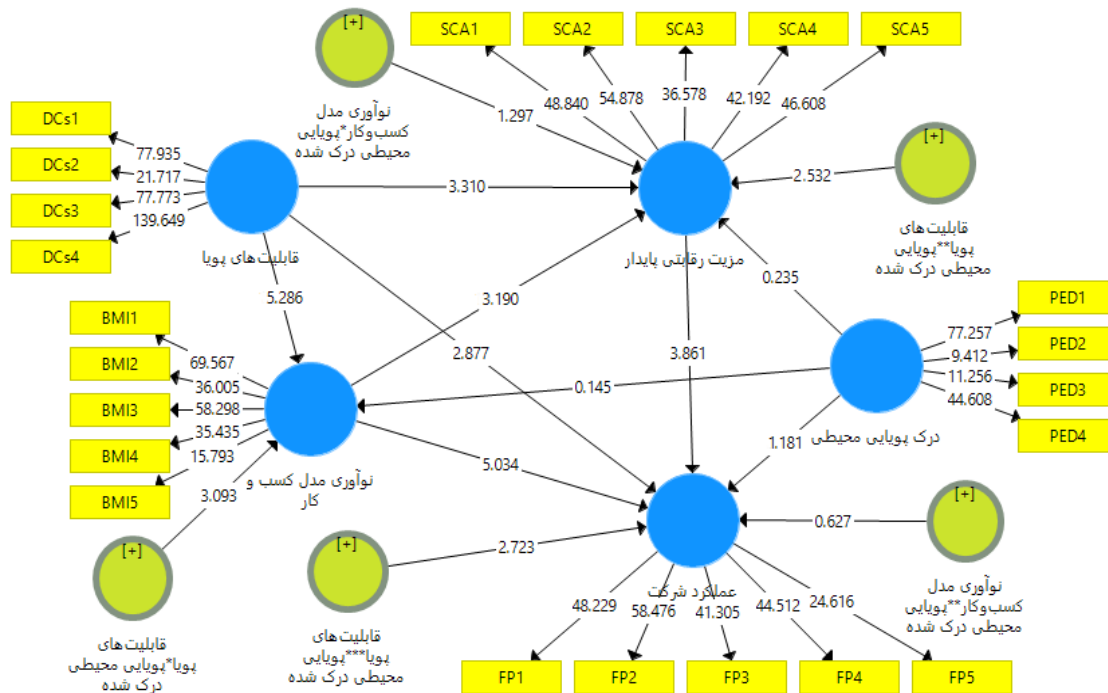 [+]
SCA1
SCA2
SCA3
SCA4
SCA5
نوآوری مدل
کسب‌وکار*پویایی
محیطی درک شده
1.297
48.840
54.878
36.578
42.192
46.608
DCs1
DCs2
DCs3
DCs4
77.935
21.717
77.773
139.649
قابلیت‌های پویا
3.310
مزیت رقابتی پایدار
2.532
[+]
قابلیت‌های
پویا**پویایی
محیطی درک شده
5.286
3.190
2.877
3.861
0.235
0.145
1.181
PED1
PED2
PED3
PED4
77.257
9.412
11.256
44.608
درک پویایی محیطی
BMI1
BMI2
BMI3
BMI4
BMI5
69.567
36.005
58.298
35.435
15.793
3.093
نوآوری مدل کسب و
کار
5.034
[+]
قابلیت‌های
پویا*پویایی محیطی
درک شده
[+]
2.723
قابلیت‌های
پویا***پویایی
محیطی درک شده
عملکرد شرکت
0.627
[+]
نوآوری مدل
کسب‌وکار**پویایی
محیطی درک شده
48.229
58.476
41.305
44.512
24.616
FP1
FP2
FP3
FP4
FP5